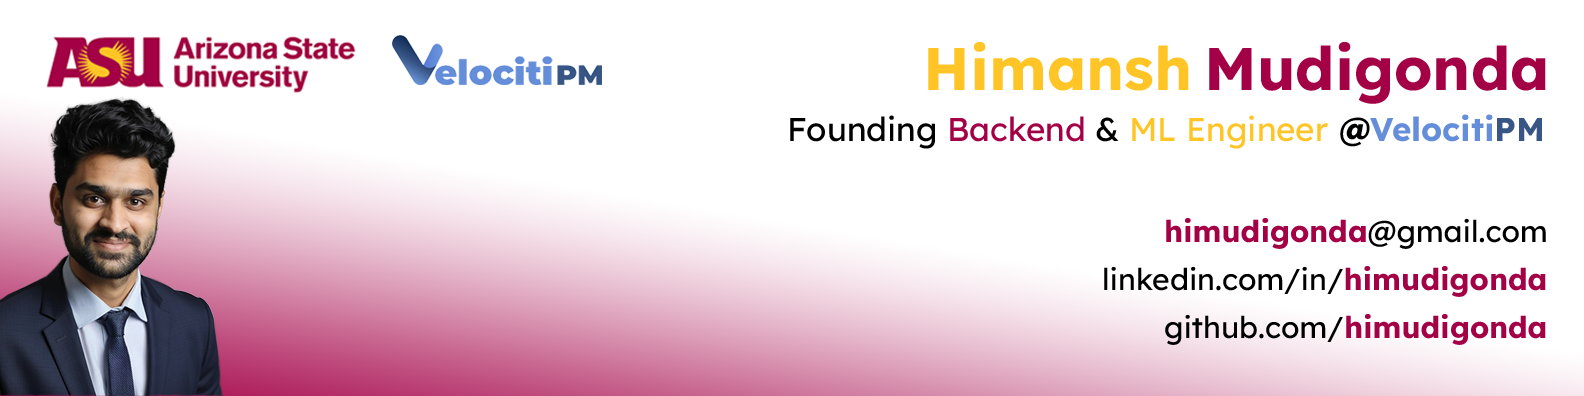 ASU Arizona State University
VelocitiPM
Himansh Mudigonda
Founding Backend & ML Engineer @VelocitiPM
himudigonda@gmail.com
linkedin.com/in/himudigonda
github.com/himudigonda